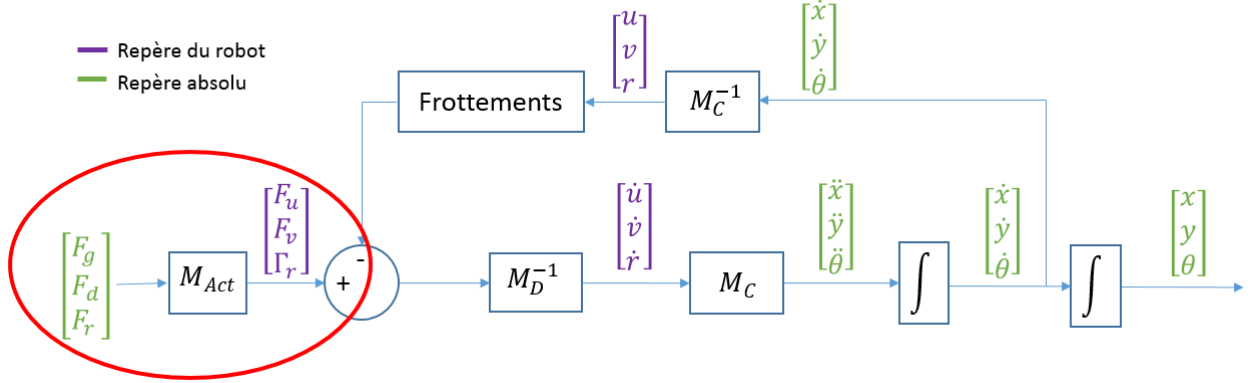 Repère du robot
Repère absolu
[u v r]
[ẋ ẏ θ̇]
Frottements
M_C^{-1}
[F_g F_d F_r]
M_{Act}
[F_u F_v Γ_r]
+
-
M_D^{-1}
[u̇ v̇ ṙ]
M_C
[ẍ ÿ θ̈]
∫
[ẋ ẏ θ̇]
∫
[x y θ]